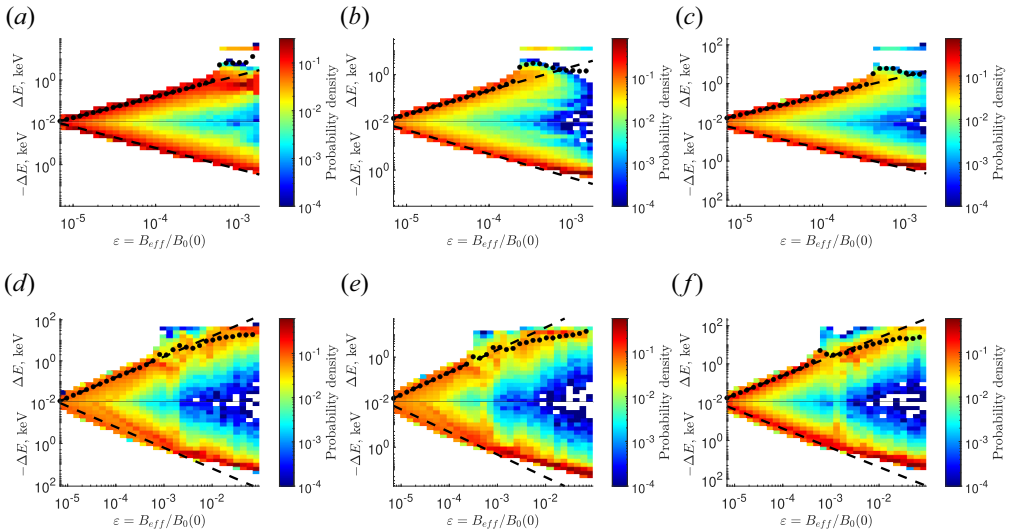 (a) (b) (c)
ΔE, keV
−ΔE, keV
10^0
10^-2
10^0
10^-5 10^-4 10^-3
ε = B_eff/B_0(0)
10^-1
10^-2
10^-3
10^-4
Probability density
ΔE, keV
−ΔE, keV
10^0
10^-2
10^0
10^-5 10^-4 10^-3
ε = B_eff/B_0(0)
10^-1
10^-2
10^-3
10^-4
Probability density
ΔE, keV
−ΔE, keV
10^2
10^0
10^-2
10^0
10^2
10^-5 10^-4 10^-3
ε = B_eff/B_0(0)
10^-1
10^-2
10^-3
10^-4
Probability density
(d) (e) (f)
ΔE, keV
−ΔE, keV
10^2
10^0
10^-2
10^0
10^2
10^-5 10^-4 10^-3 10^-2
ε = B_eff/B_0(0)
10^-1
10^-2
10^-3
10^-4
Probability density
ΔE, keV
−ΔE, keV
10^0
10^-2
10^0
10^-5 10^-4 10^-3 10^-2
ε = B_eff/B_0(0)
10^-1
10^-2
10^-3
10^-4
Probability density
ΔE, keV
−ΔE, keV
10^2
10^0
10^-2
10^0
10^2
10^-5 10^-4 10^-3 10^-2
ε = B_eff/B_0(0)
10^-1
10^-2
10^-3
10^-4
Probability density